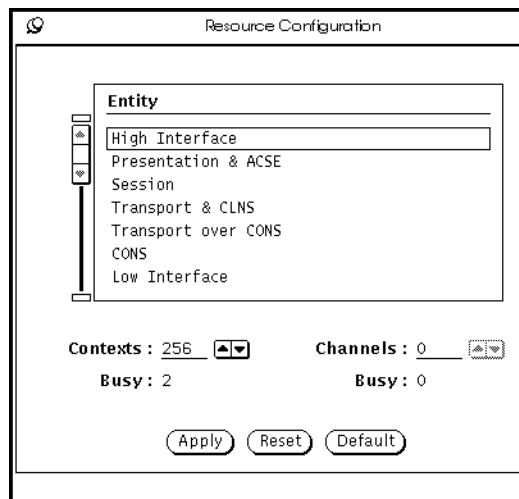 Resource Configuration
Entity
High Interface
Presentation & ACSE
Session
Transport & CLNS
Transport over CONS
CONS
Low Interface
Contexts : 256 Channels : 0
Busy : 2 Busy : 0
Apply Reset Default